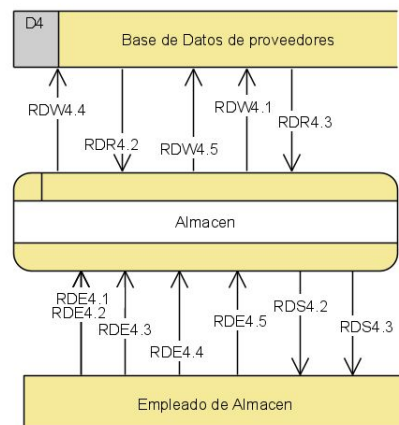 D4
Base de Datos de proveedores
RDW4.4
RDR4.2
RDW4.5
RDW4.1
RDR4.3
Almacen
RDE4.1
RDE4.2
RDE4.3
RDE4.4
RDE4.5
RDS4.2
RDS4.3
Empleado de Almacen